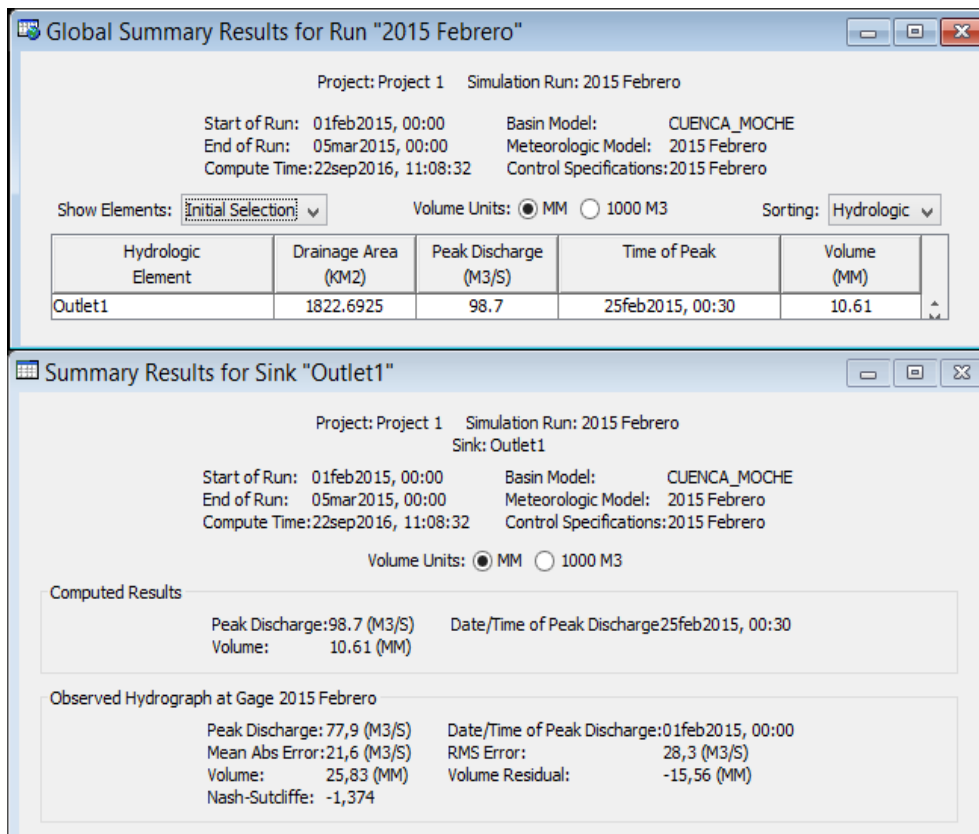 Global Summary Results for Run "2015 Febrero"
Project: Project 1 Simulation Run: 2015 Febrero
Start of Run: 01feb2015, 00:00 Basin Model: CUENCA_MOCHE
End of Run: 05mar2015, 00:00 Meteorologic Model: 2015 Febrero
Compute Time:22sep2016, 11:08:32 Control Specifications:2015 Febrero
Show Elements: Initial Selection Volume Units: MM 1000 M3 Sorting: Hydrologic
Hydrologic Drainage Area Peak Discharge Time of Peak Volume
Element (KM2) (M3/S) (MM)
Outlet1 1822.6925 98.7 25feb2015, 00:30 10.61
Summary Results for Sink "Outlet1"
Project: Project 1 Simulation Run: 2015 Febrero
Sink: Outlet1
Start of Run: 01feb2015, 00:00 Basin Model: CUENCA_MOCHE
End of Run: 05mar2015, 00:00 Meteorologic Model: 2015 Febrero
Compute Time:22sep2016, 11:08:32 Control Specifications:2015 Febrero
Volume Units: MM 1000 M3
Computed Results
Peak Discharge:98.7 (M3/S) Date/Time of Peak Discharge25feb2015, 00:30
Volume: 10.61 (MM)
Observed Hydrograph at Gage 2015 Febrero
Peak Discharge:77,9 (M3/S) Date/Time of Peak Discharge:01feb2015, 00:00
Mean Abs Error:21,6 (M3/S) RMS Error: 28,3 (M3/S)
Volume: 25,83 (MM) Volume Residual: -15,56 (MM)
Nash-Sutcliffe: -1,374